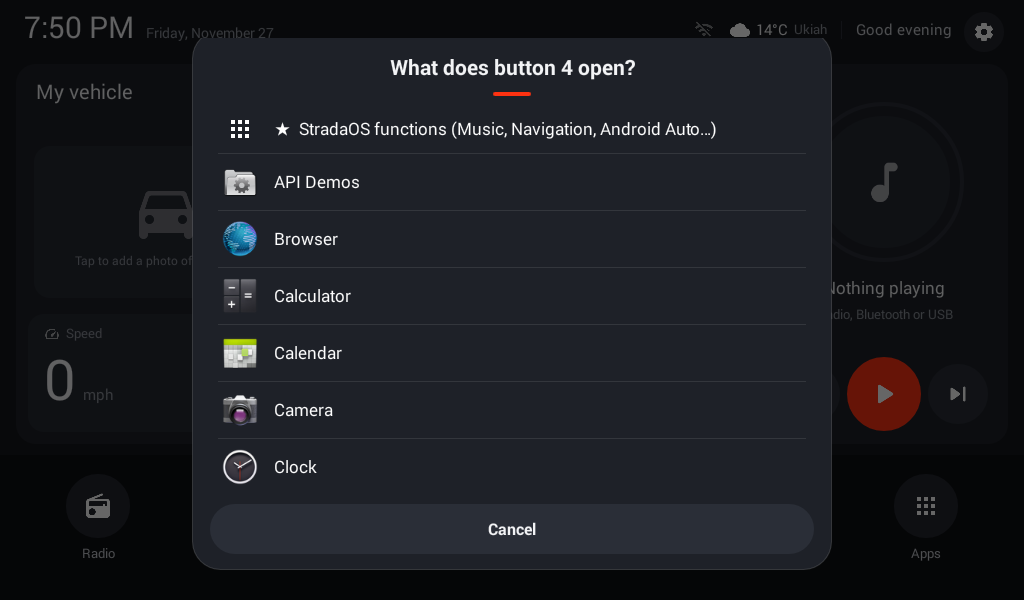 7:50 PM Friday, November 27
14°C Ukiah
Good evening
My vehicle
What does button 4 open?
★ StradaOS functions (Music, Navigation, Android Auto...)
API Demos
Browser
Calculator
Calendar
Camera
Clock
Cancel
Tap to add a photo of
Speed
0 mph
Nothing playing
dio, Bluetooth or USB
Radio
Apps